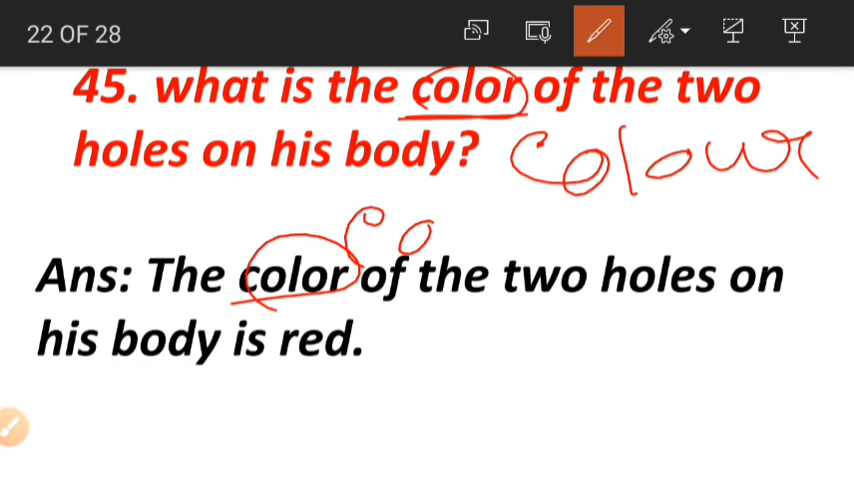 22 OF 28
45. what is the color of the two
holes on his body? colour
co
Ans: The color of the two holes on
his body is red.